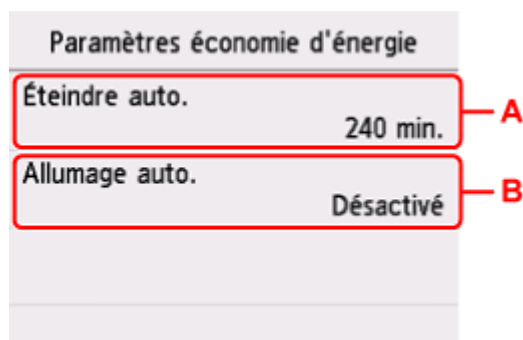 Paramètres économie d'énergie
Éteindre auto.
240 min.
A
Allumage auto.
Désactivé
B